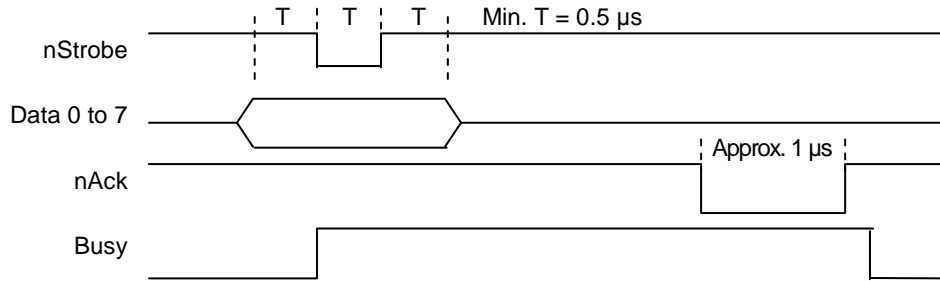 T T T Min. T = 0.5 µs
nStrobe
Data 0 to 7
Approx. 1 µs
nAck
Busy